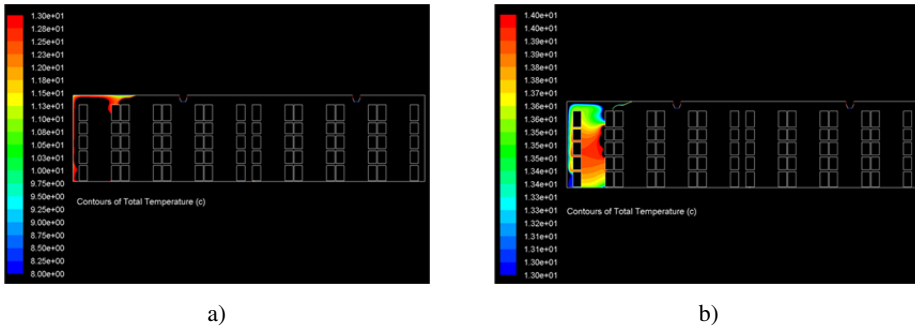 1.30e+01
1.28e+01
1.25e+01
1.23e+01
1.20e+01
1.18e+01
1.15e+01
1.13e+01
1.10e+01
1.08e+01
1.05e+01
1.03e+01
1.00e+01
9.75e+00
9.50e+00
9.25e+00
9.00e+00
8.75e+00
8.50e+00
8.25e+00
8.00e+00
Contours of Total Temperature (c)
a)
1.40e+01
1.40e+01
1.39e+01
1.39e+01
1.38e+01
1.38e+01
1.37e+01
1.36e+01
1.36e+01
1.36e+01
1.35e+01
1.35e+01
1.34e+01
1.34e+01
1.33e+01
1.33e+01
1.32e+01
1.31e+01
1.31e+01
1.30e+01
1.30e+01
Contours of Total Temperature (c)
b)